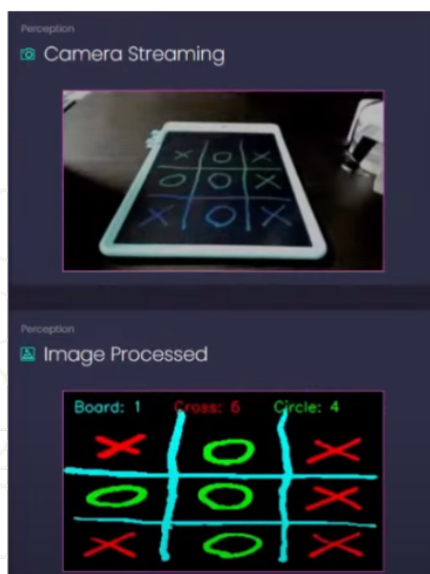 Perception
Camera Streaming
X O X
O O X
X O X
Perception
Image Processed
Board: 1 Cross: 6 Circle: 4
X O X
O O X
X O X